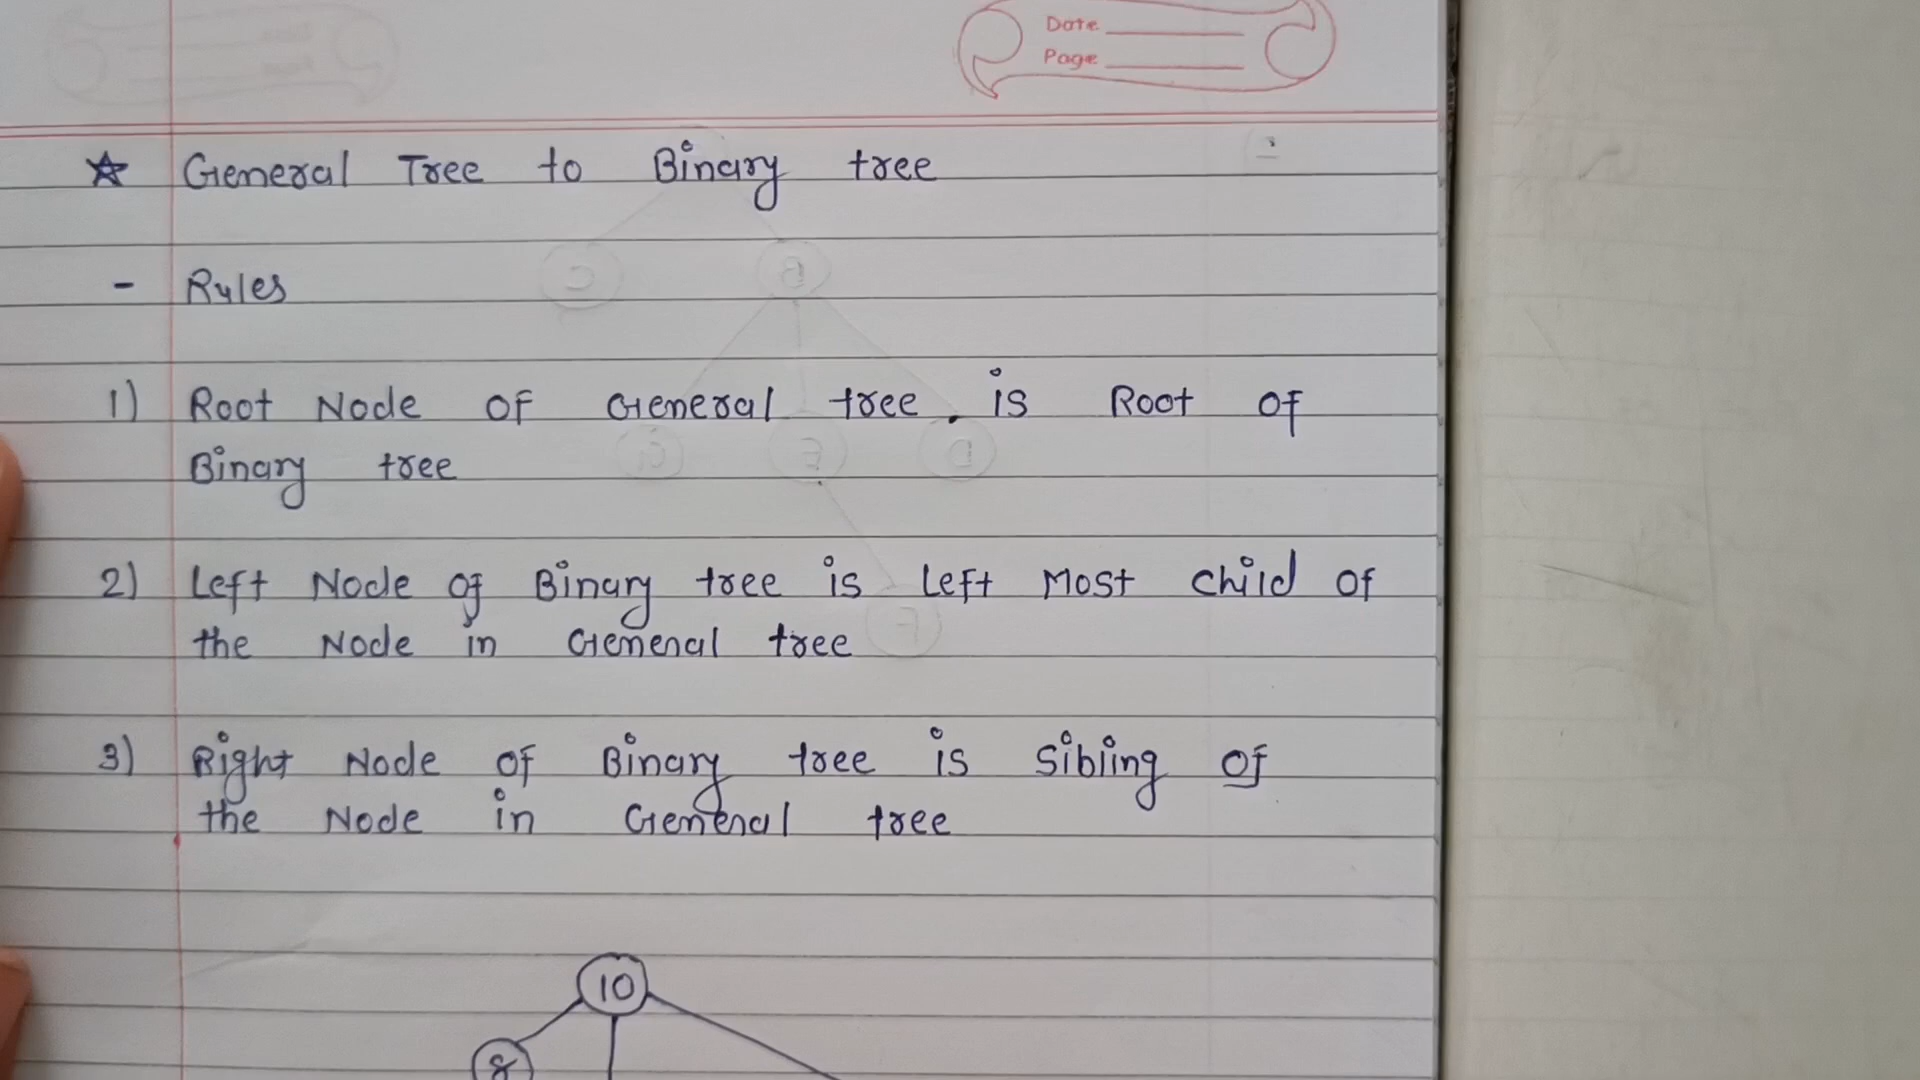 Date
Page
☆ General Tree to Binary tree
- Rules
1) Root Node of General tree. is Root of
Binary tree
2) Left Node of Binary tree is Left Most child of
the Node in General tree
3) Right Node of Binary tree is Sibling of
the Node in General tree
10
8